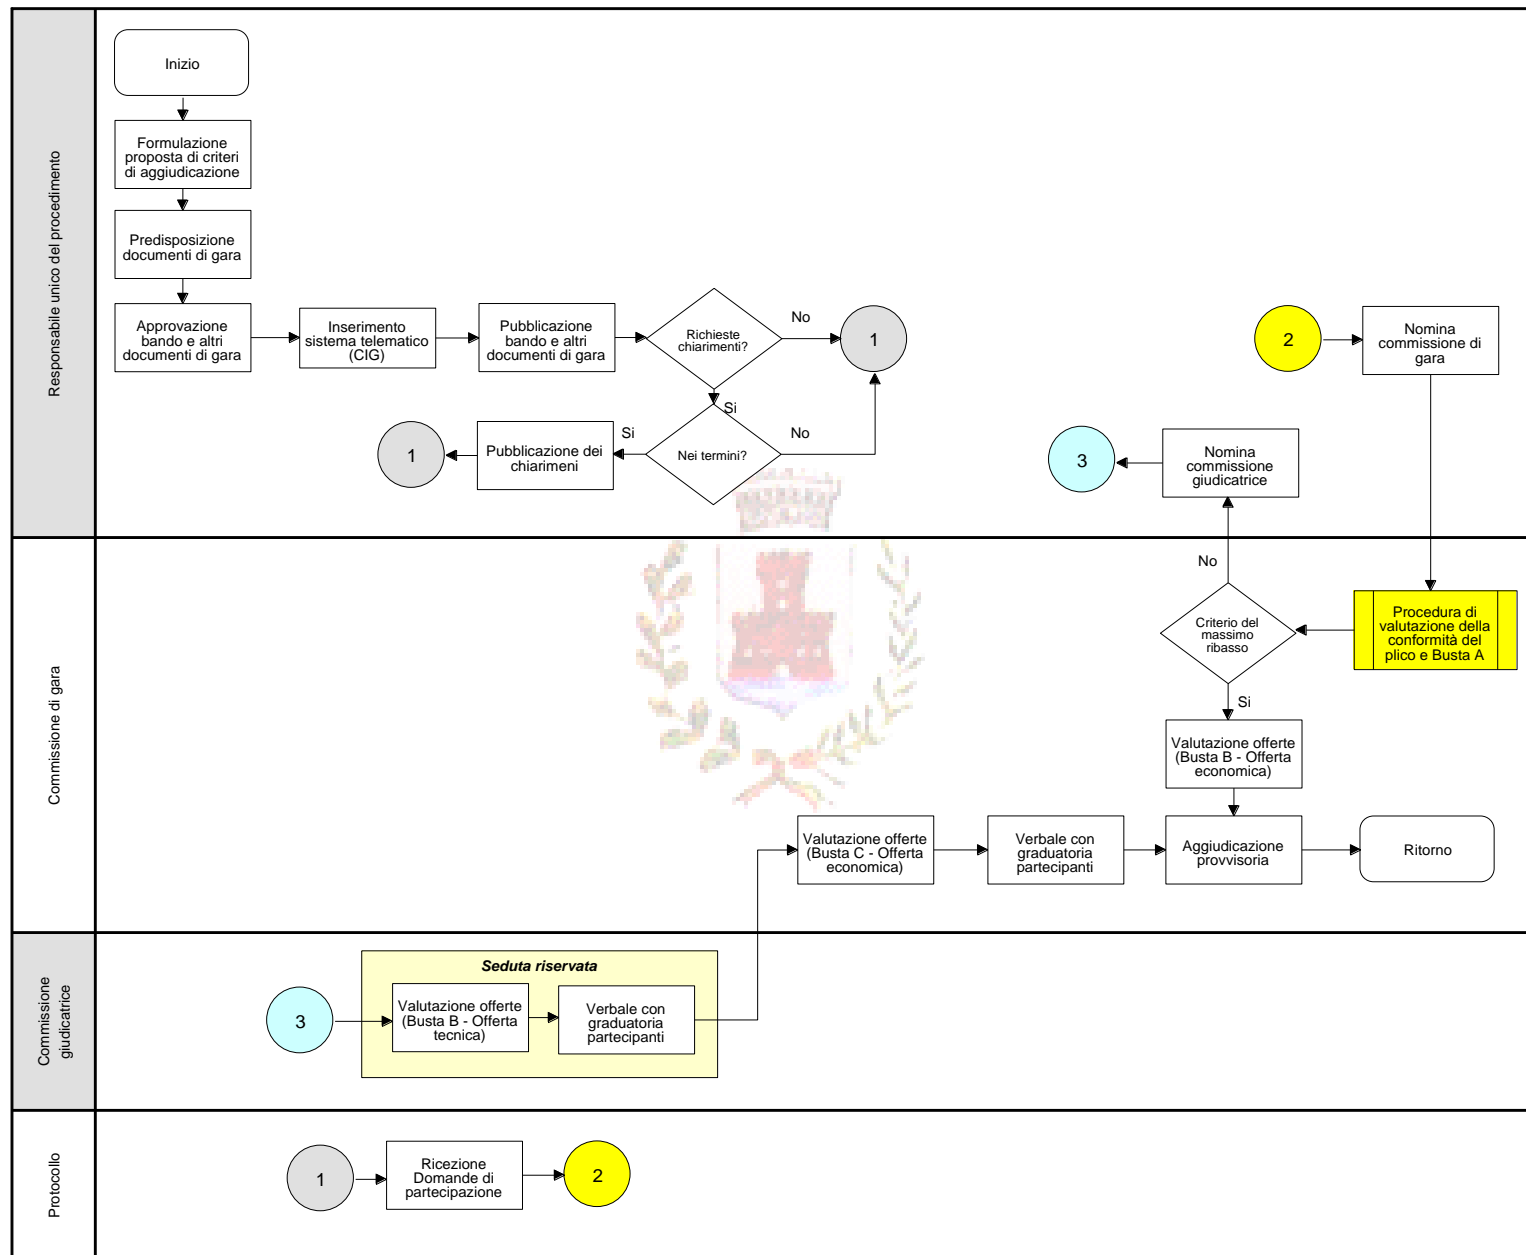 Responsabile unico del procedimento
Inizio
Formulazione
proposta di criteri
di aggiudicazione
Predisposizione
documenti di gara
Approvazione
bando e altri
documenti di gara
Inserimento
sistema telematico
(CIG)
Pubblicazione
bando e altri
documenti di gara
Richieste
chiarimenti?
No
1
Si
Nei termini?
No
Si
Pubblicazione dei
chiarimeni
1
2
Nomina
commissione di
gara
Nomina
commissione
giudicatrice
3
Commissione di gara
No
Criterio del
massimo
ribasso
Procedura di
valutazione della
conformità del
plico e Busta A
Si
Valutazione offerte
(Busta B - Offerta
economica)
Valutazione offerte
(Busta C - Offerta
economica)
Verbale con
graduatoria
partecipanti
Aggiudicazione
provvisoria
Ritorno
Commissione
giudicatrice
Seduta riservata
3
Valutazione offerte
(Busta B - Offerta
tecnica)
Verbale con
graduatoria
partecipanti
Protocollo
1
Ricezione
Domande di
partecipazione
2